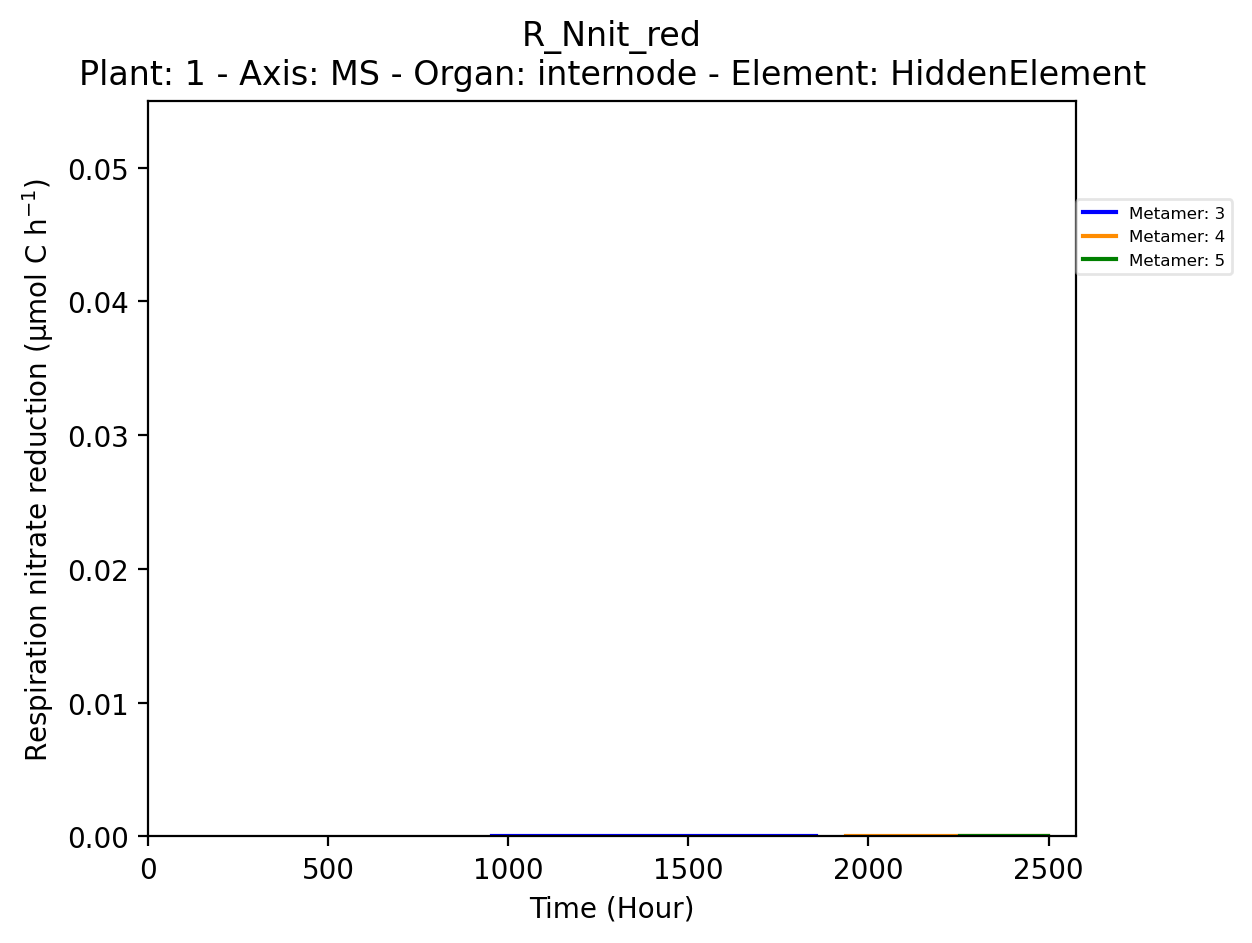 R_Nnit_red
Plant: 1 - Axis: MS - Organ: internode - Element: HiddenElement
Respiration nitrate reduction (µmol C h⁻¹)
0.05
0.04
0.03
0.02
0.01
0.00
0 500 1000 1500 2000 2500
Time (Hour)
Metamer: 3
Metamer: 4
Metamer: 5